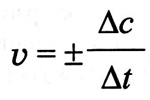 υ = ± Δc / Δt